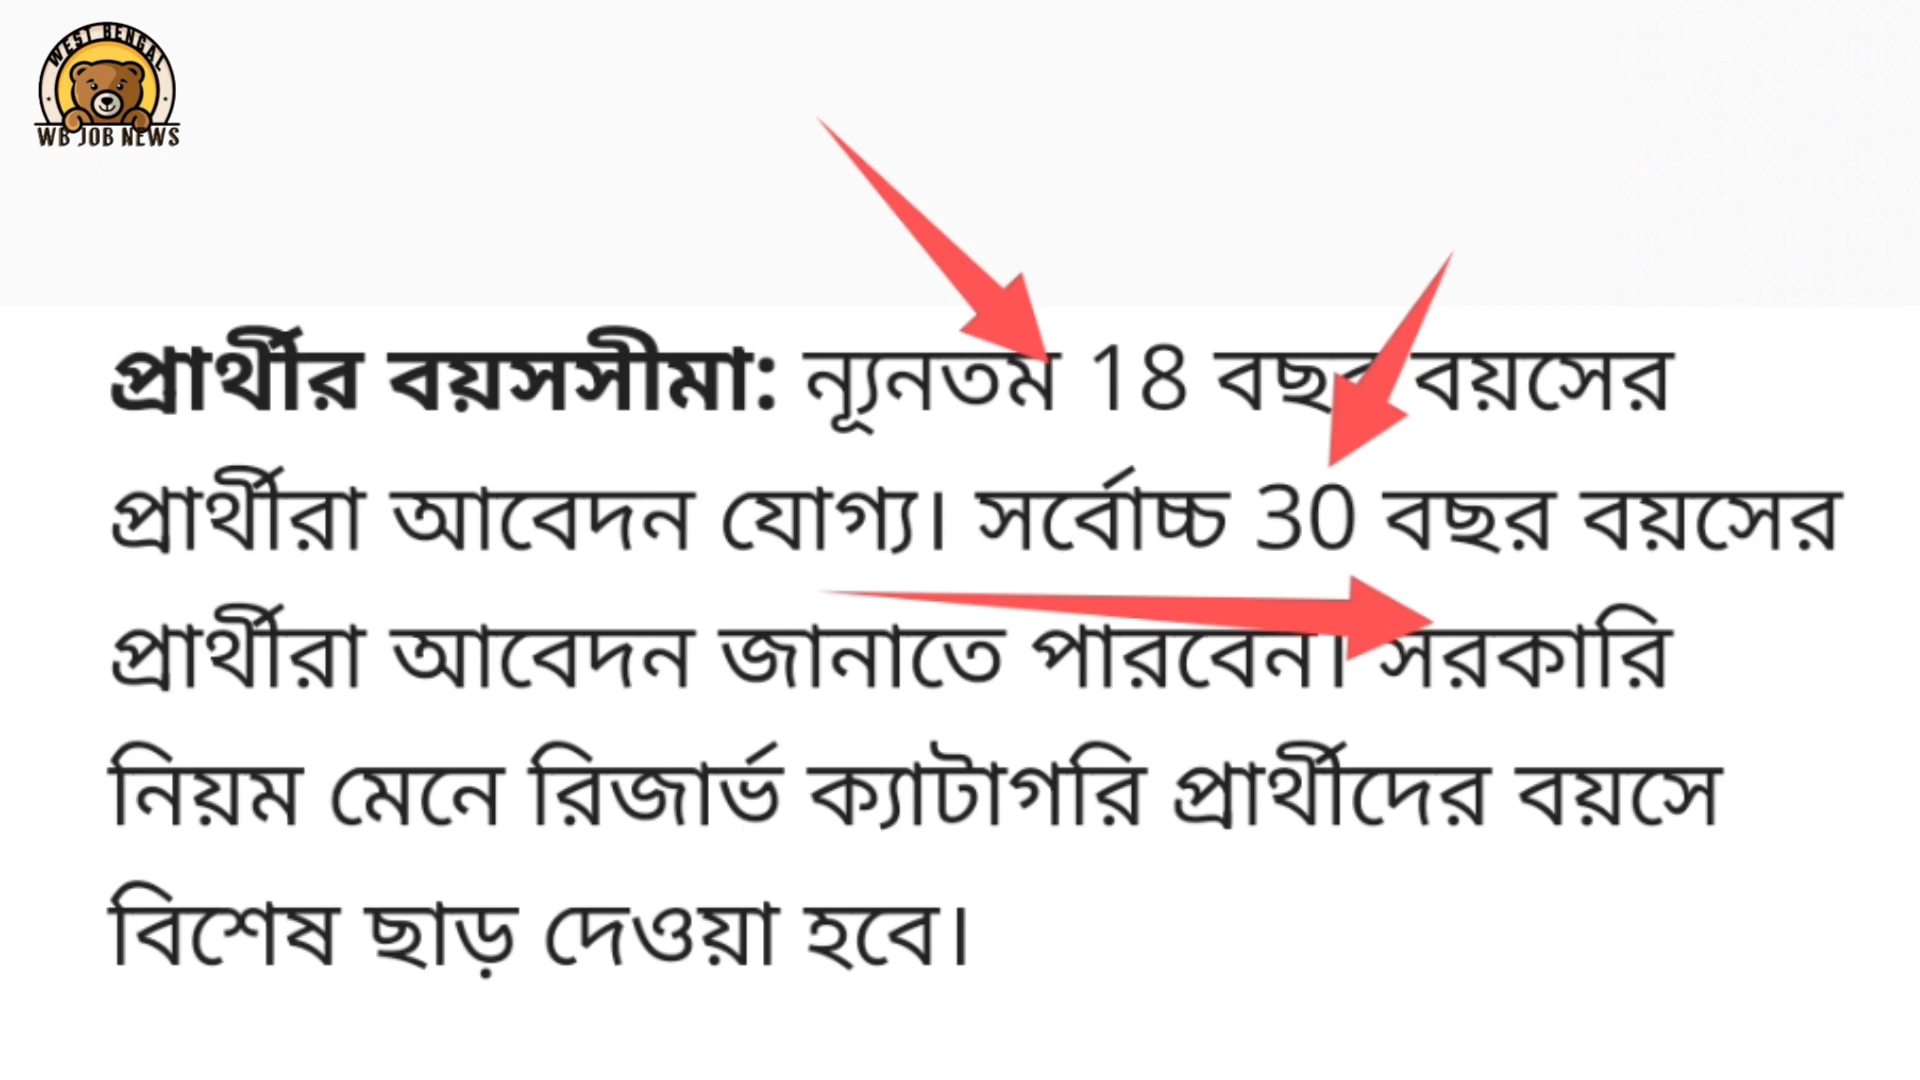 WEST BENGAL
WB JOB NEWS
প্রার্থীর বয়সসীমা: ন্যূনতম 18 বছর বয়সের
প্রার্থীরা আবেদন যোগ্য। সর্বোচ্চ 30 বছর বয়সের
প্রার্থীরা আবেদন জানাতে পারবেন। সরকারি
নিয়ম মেনে রিজার্ভ ক্যাটাগরি প্রার্থীদের বয়সে
বিশেষ ছাড় দেওয়া হবে।